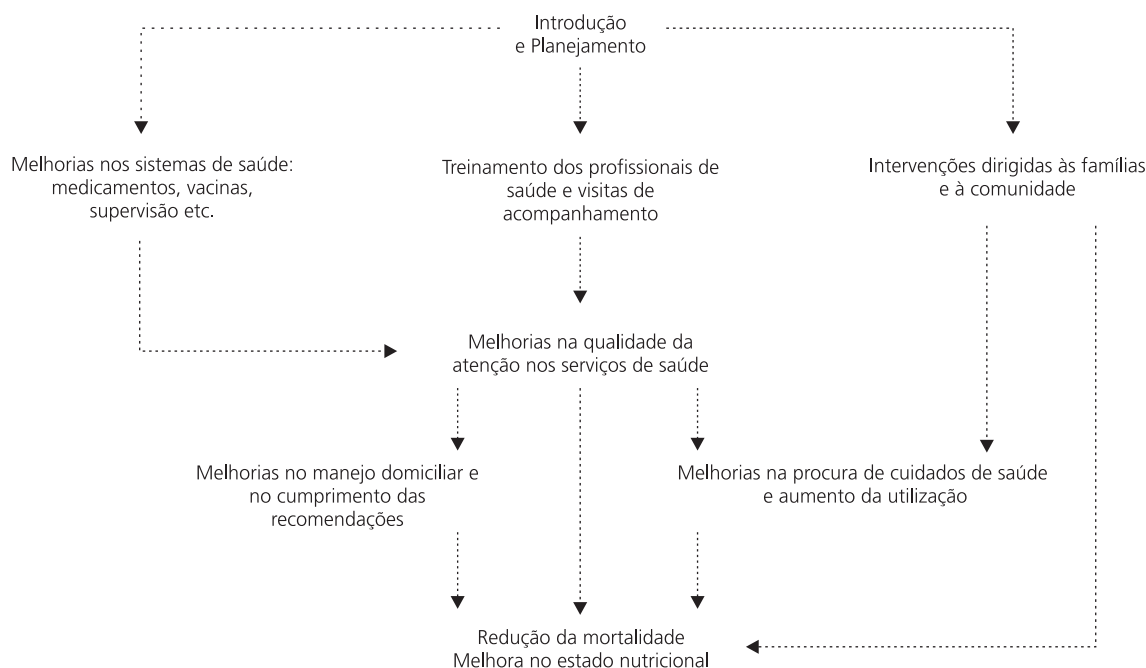 Introdução
e Planejamento
Melhorias nos sistemas de saúde:
medicamentos, vacinas,
supervisão etc.
Treinamento dos profissionais de
saúde e visitas de
acompanhamento
Intervenções dirigidas às famílias
e à comunidade
Melhorias na qualidade da
atenção nos serviços de saúde
Melhorias no manejo domiciliar e
no cumprimento das
recomendações
Melhorias na procura de cuidados de saúde
e aumento da utilização
Redução da mortalidade
Melhora no estado nutricional